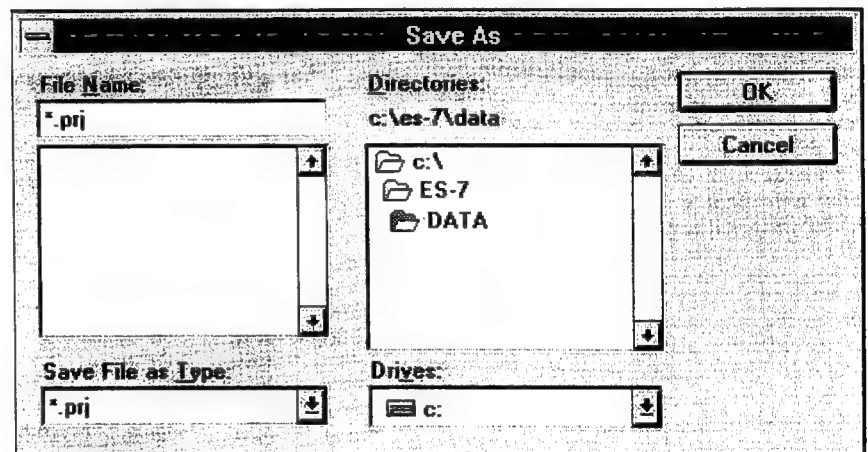 Save As
File Name:
*.prj
Directories:
c:\es-7\data
OK
Cancel
c:\
ES-7
DATA
Save File as Type:
*.prj
Drives:
c: